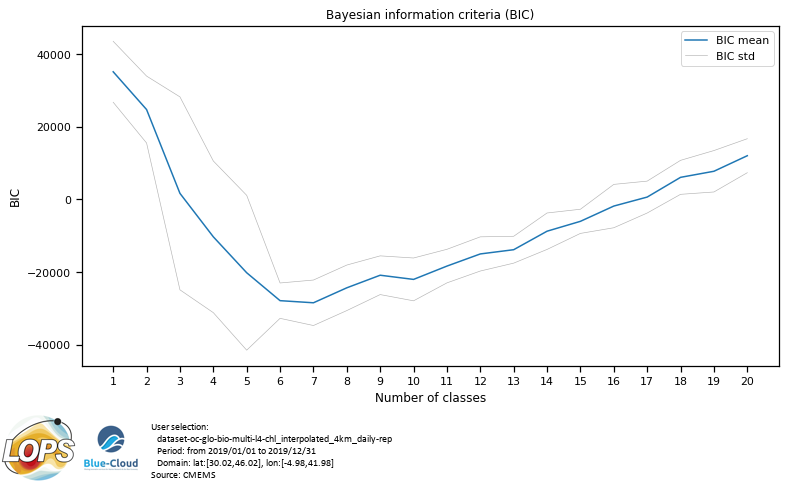 Bayesian information criteria (BIC)
BIC mean
BIC std
BIC
40000
20000
0
−20000
−40000
1 2 3 4 5 6 7 8 9 10 11 12 13 14 15 16 17 18 19 20
Number of classes
LOPS
Blue-Cloud
User selection:
dataset-oc-glo-bio-multi-l4-chl_interpolated_4km_daily-rep
Period: from 2019/01/01 to 2019/12/31
Domain: lat:[30.02,46.02], lon:[-4.98,41.98]
Source: CMEMS